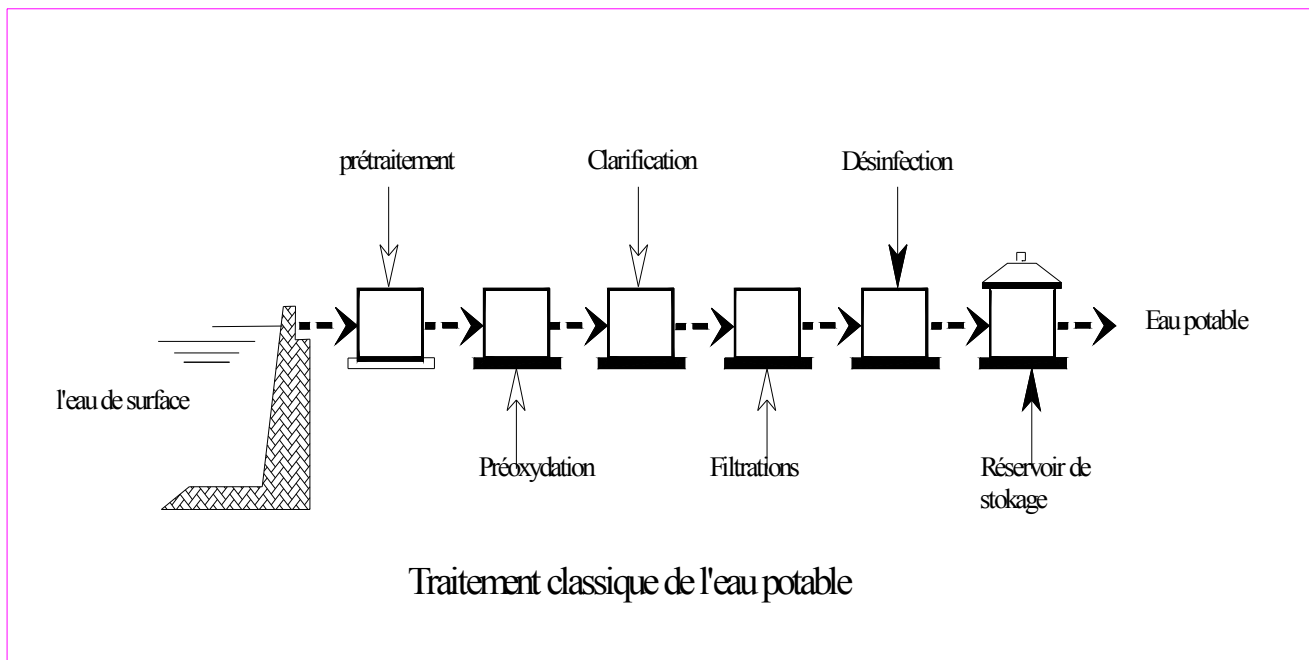 prétraitement
Clarification
Désinfection
Eau potable
l'eau de surface
Préoxydation
Filtrations
Réservoir de
stokage
Traitement classique de l'eau potable